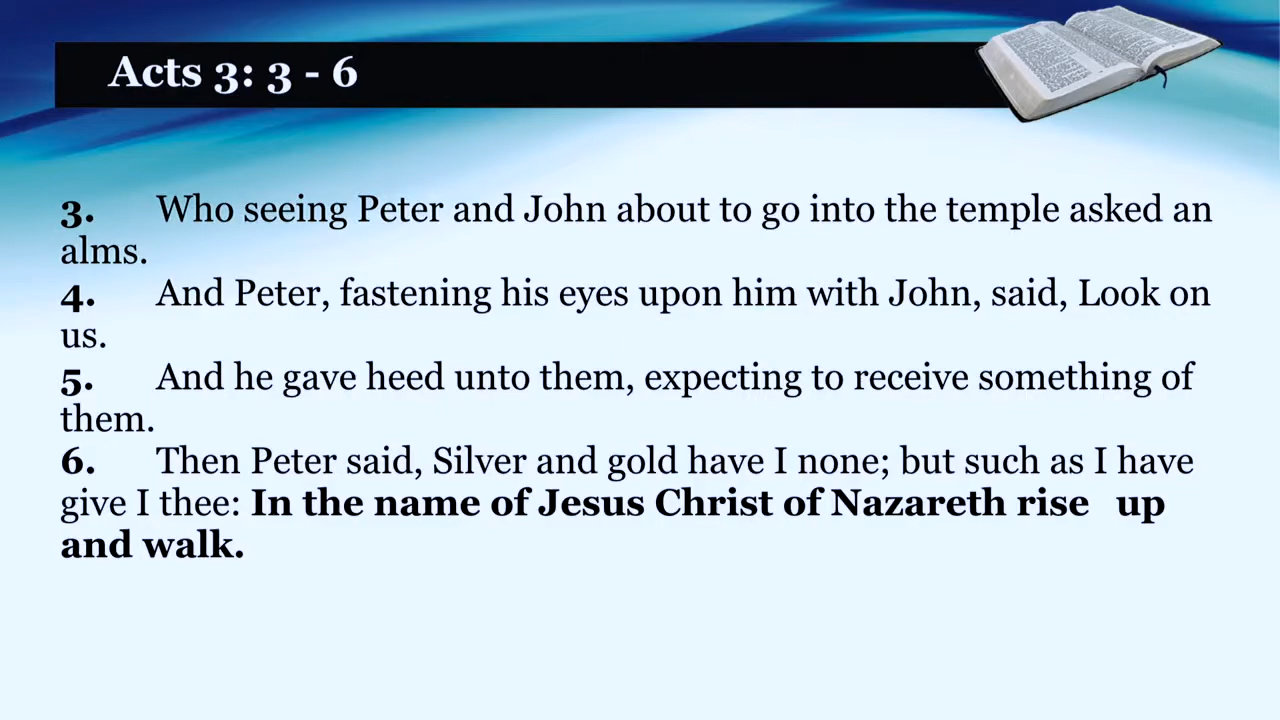 Acts 3: 3 - 6
3. Who seeing Peter and John about to go into the temple asked an
alms.
4. And Peter, fastening his eyes upon him with John, said, Look on
us.
5. And he gave heed unto them, expecting to receive something of
them.
6. Then Peter said, Silver and gold have I none; but such as I have
give I thee: In the name of Jesus Christ of Nazareth rise up
and walk.